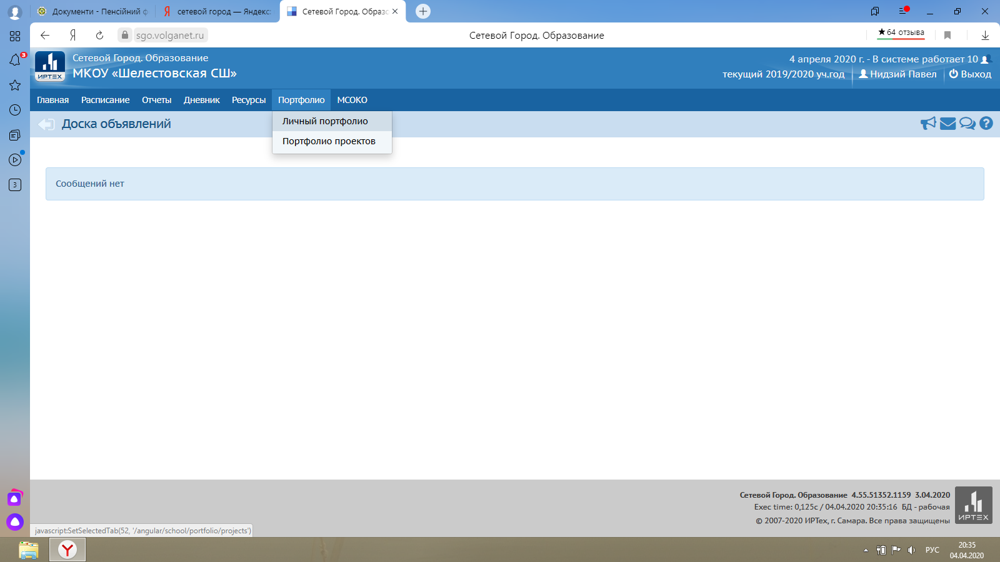 Документи - Пенсійний ф
сетевой город — Яндекс:
Сетевой Город. Образо
3
sgo.volganet.ru
Сетевой Город. Образование
★64 отзыва
ИРТЕХ
Сетевой Город. Образование
МКОУ «Шелестовская СШ»
4 апреля 2020 г. - В системе работает 10
текущий 2019/2020 уч.год
Нидзий Павел
Выход
Главная
Расписание
Отчеты
Дневник
Ресурсы
Портфолио
МСОКО
Доска объявлений
Личный портфолио
Портфолио проектов
Сообщений нет
3
Сетевой Город. Образование 4.55.51352.1159 3.04.2020
Exec time: 0,125с / 04.04.2020 20:35:16 БД - рабочая
© 2007-2020 ИРТех, г. Самара. Все права защищены
ИРТЕХ
javascript:SetSelectedTab(52, '/angular/school/portfolio/projects')
РУС
20:35
04.04.2020